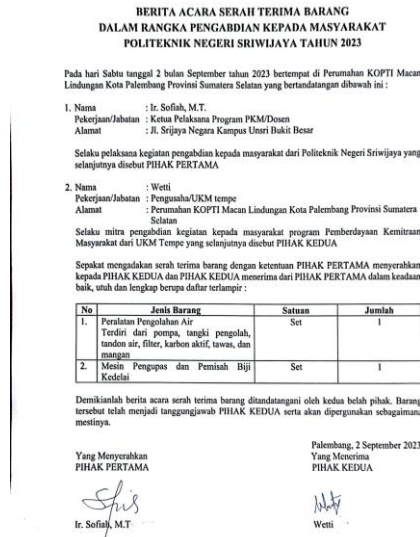 BERITA ACARA SERAH TERIMA BARANG
DALAM RANGKA PENGABDIAN KEPADA MASYARAKAT
POLITEKNIK NEGERI SRIWIJAYA TAHUN 2023
Pada hari Sabtu tanggal 2 bulan September tahun 2023 bertempat di Perumahan KOPTI Macan
Lindungan Kota Palembang Provinsi Sumatera Selatan yang bertandatangan dibawah ini :
1. Nama : Ir. Sofiah, M.T.
Pekerjaan/Jabatan : Ketua Pelaksana Program PKM/Dosen
Alamat : Jl. Srijaya Negara Kampus Unsri Bukit Besar
Selaku pelaksana kegiatan pengabdian kepada masyarakat dari Politeknik Negeri Sriwijaya yang
selanjutnya disebut PIHAK PERTAMA
2. Nama : Wetti
Pekerjaan/Jabatan : Pengusaha/UKM tempe
Alamat : Perumahan KOPTI Macan Lindungan Kota Palembang Provinsi Sumatera
Selatan
Selaku mitra pengabdian kegiatan kepada masyarakat program Pemberdayaan Kemitraan
Masyarakat dari UKM Tempe yang selanjutnya disebut PIHAK KEDUA
Sepakat mengadakan serah terima barang dengan ketentuan PIHAK PERTAMA menyerahkan
kepada PIHAK KEDUA dan PIHAK KEDUA menerima dari PIHAK PERTAMA dalam keadaan
baik, utuh dan lengkap berupa daftar terlampir :
No Jenis Barang Satuan Jumlah
1. Peralatan Pengolahan Air Set 1
Terdiri dari pompa, tangki pengolah,
tandon air, filter, karbon aktif, tawas, dan
mangan
2. Mesin Pengupas dan Pemisah Biji Set 1
Kedelai
Demikianlah berita acara serah terima barang ditandatangani oleh kedua belah pihak. Barang
tersebut telah menjadi tanggungjawab PIHAK KEDUA serta akan dipergunakan sebagaimana
mestinya.
Palembang, 2 September 2023
Yang Menyerahkan Yang Menerima
PIHAK PERTAMA PIHAK KEDUA
Ir. Sofiah, M.T Wetti